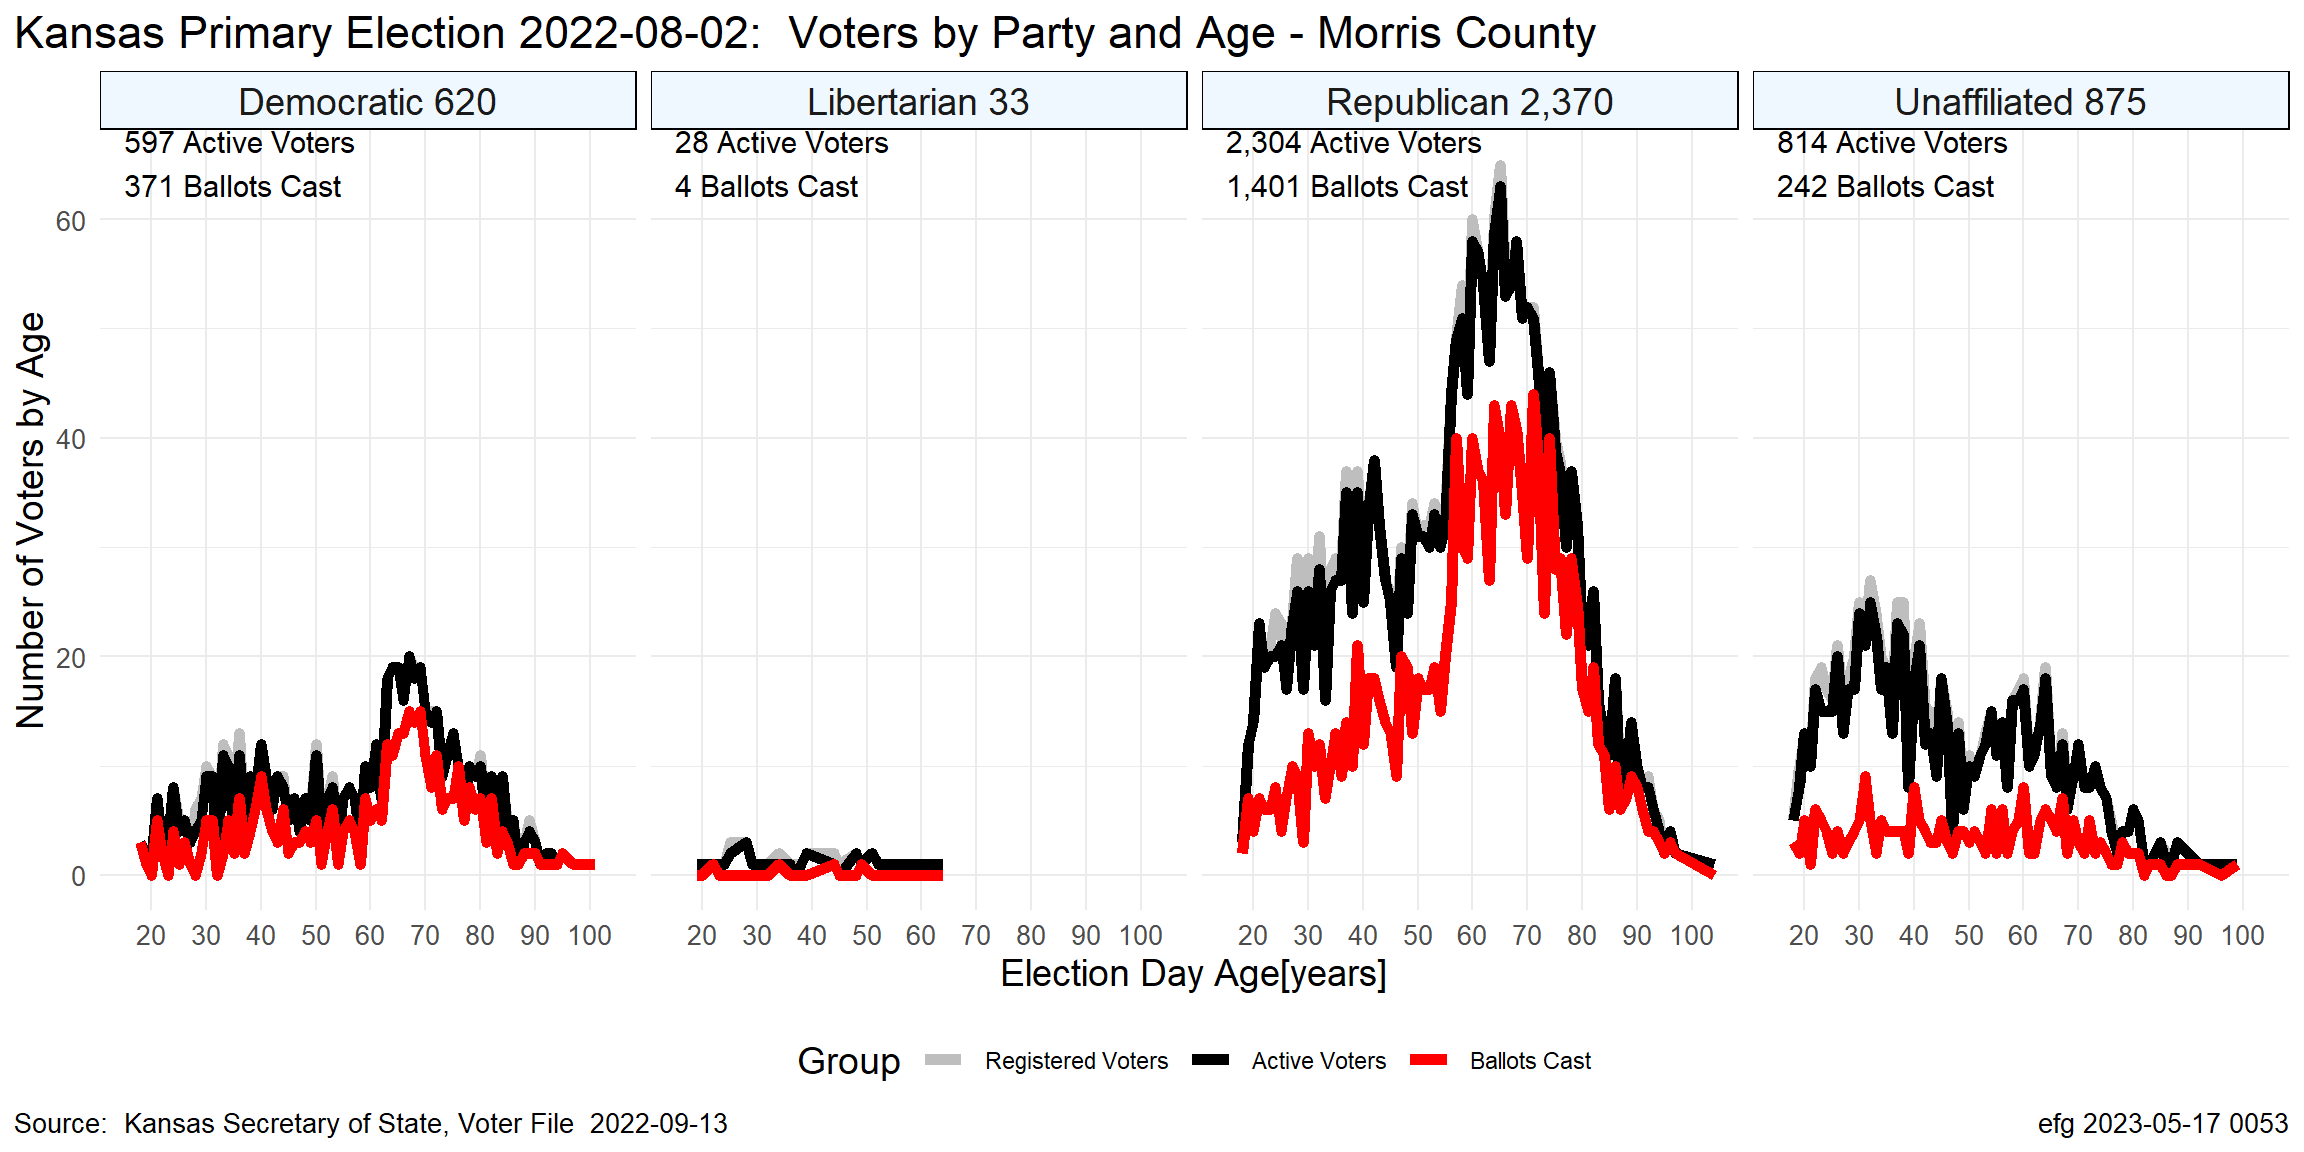 Kansas Primary Election 2022-08-02:  Voters by Party and Age - Morris County
Democratic 620
Libertarian 33
Republican 2,370
Unaffiliated 875
597 Active Voters
371 Ballots Cast
28 Active Voters
4 Ballots Cast
2,304 Active Voters
1,401 Ballots Cast
814 Active Voters
242 Ballots Cast
Number of Voters by Age
60
40
20
0
20 30 40 50 60 70 80 90 100
20 30 40 50 60 70 80 90 100
20 30 40 50 60 70 80 90 100
20 30 40 50 60 70 80 90 100
Election Day Age[years]
Group Registered Voters Active Voters Ballots Cast
Source:  Kansas Secretary of State, Voter File  2022-09-13
efg 2023-05-17 0053